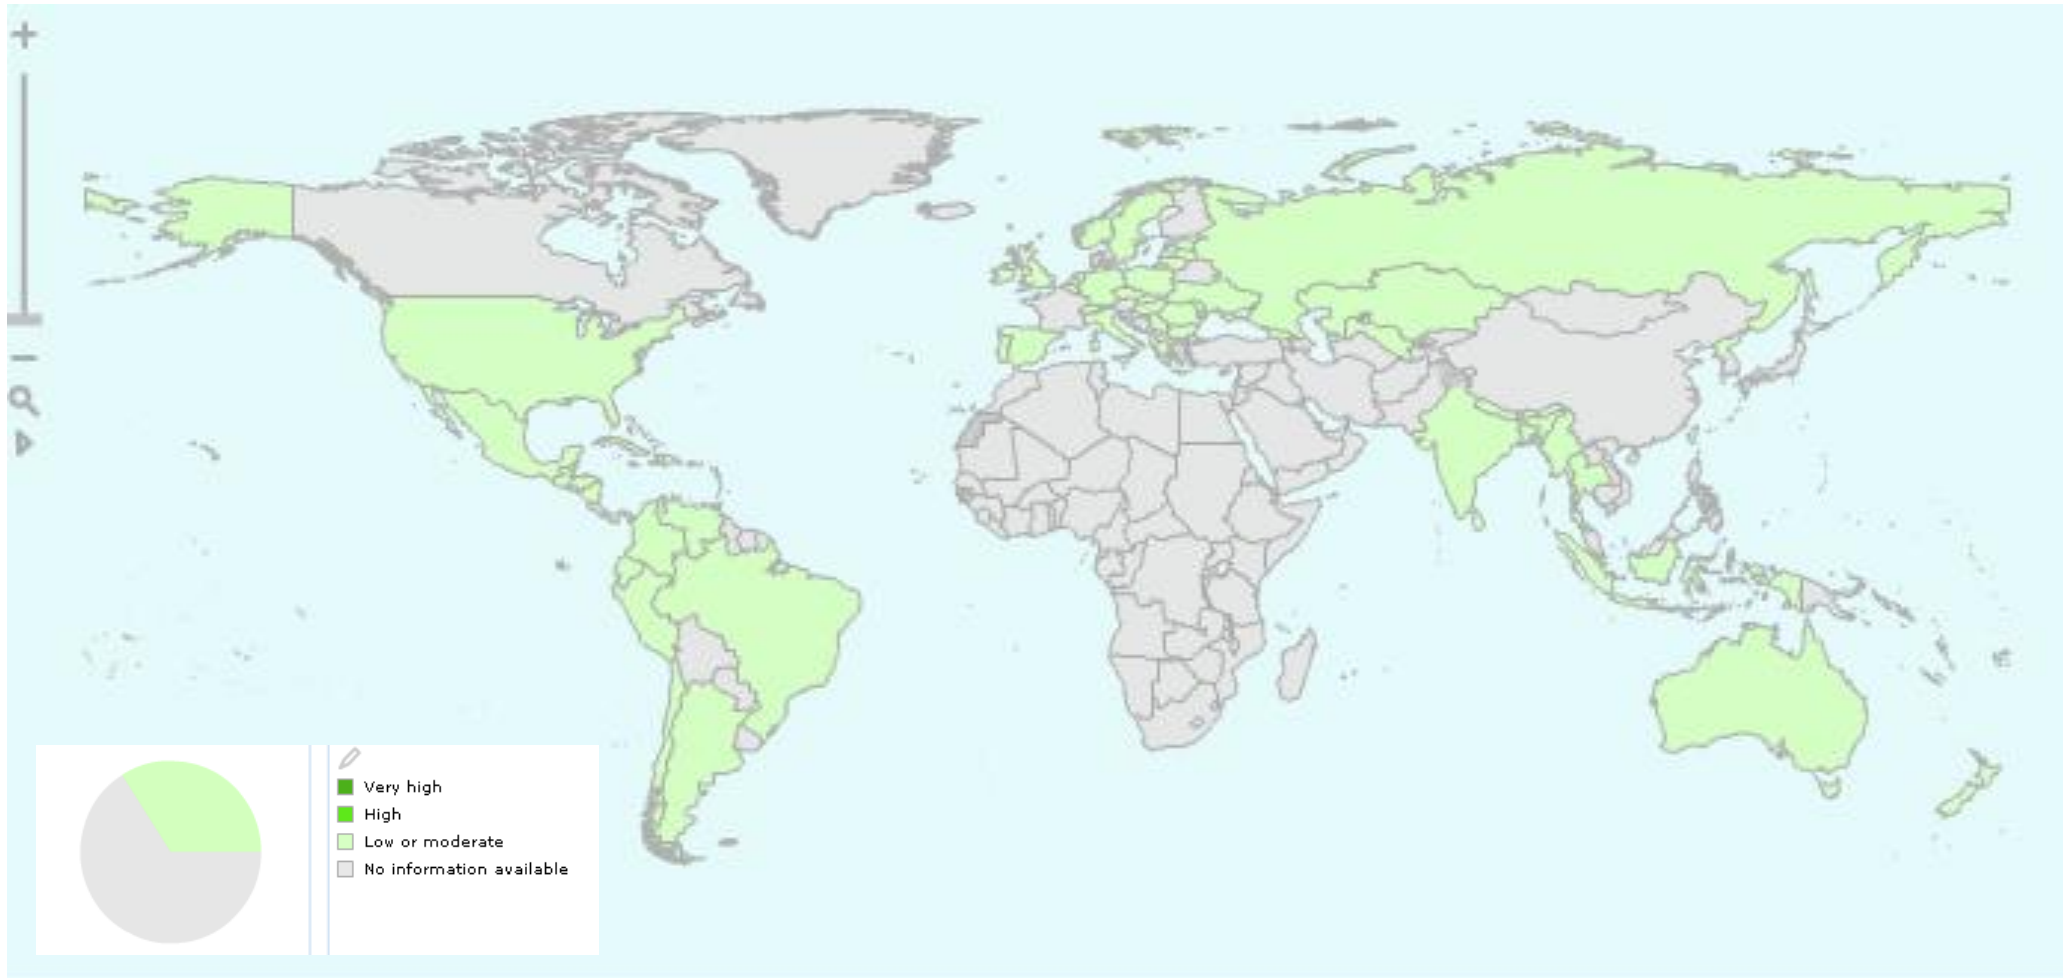 Very high
High
Low or moderate
No information available